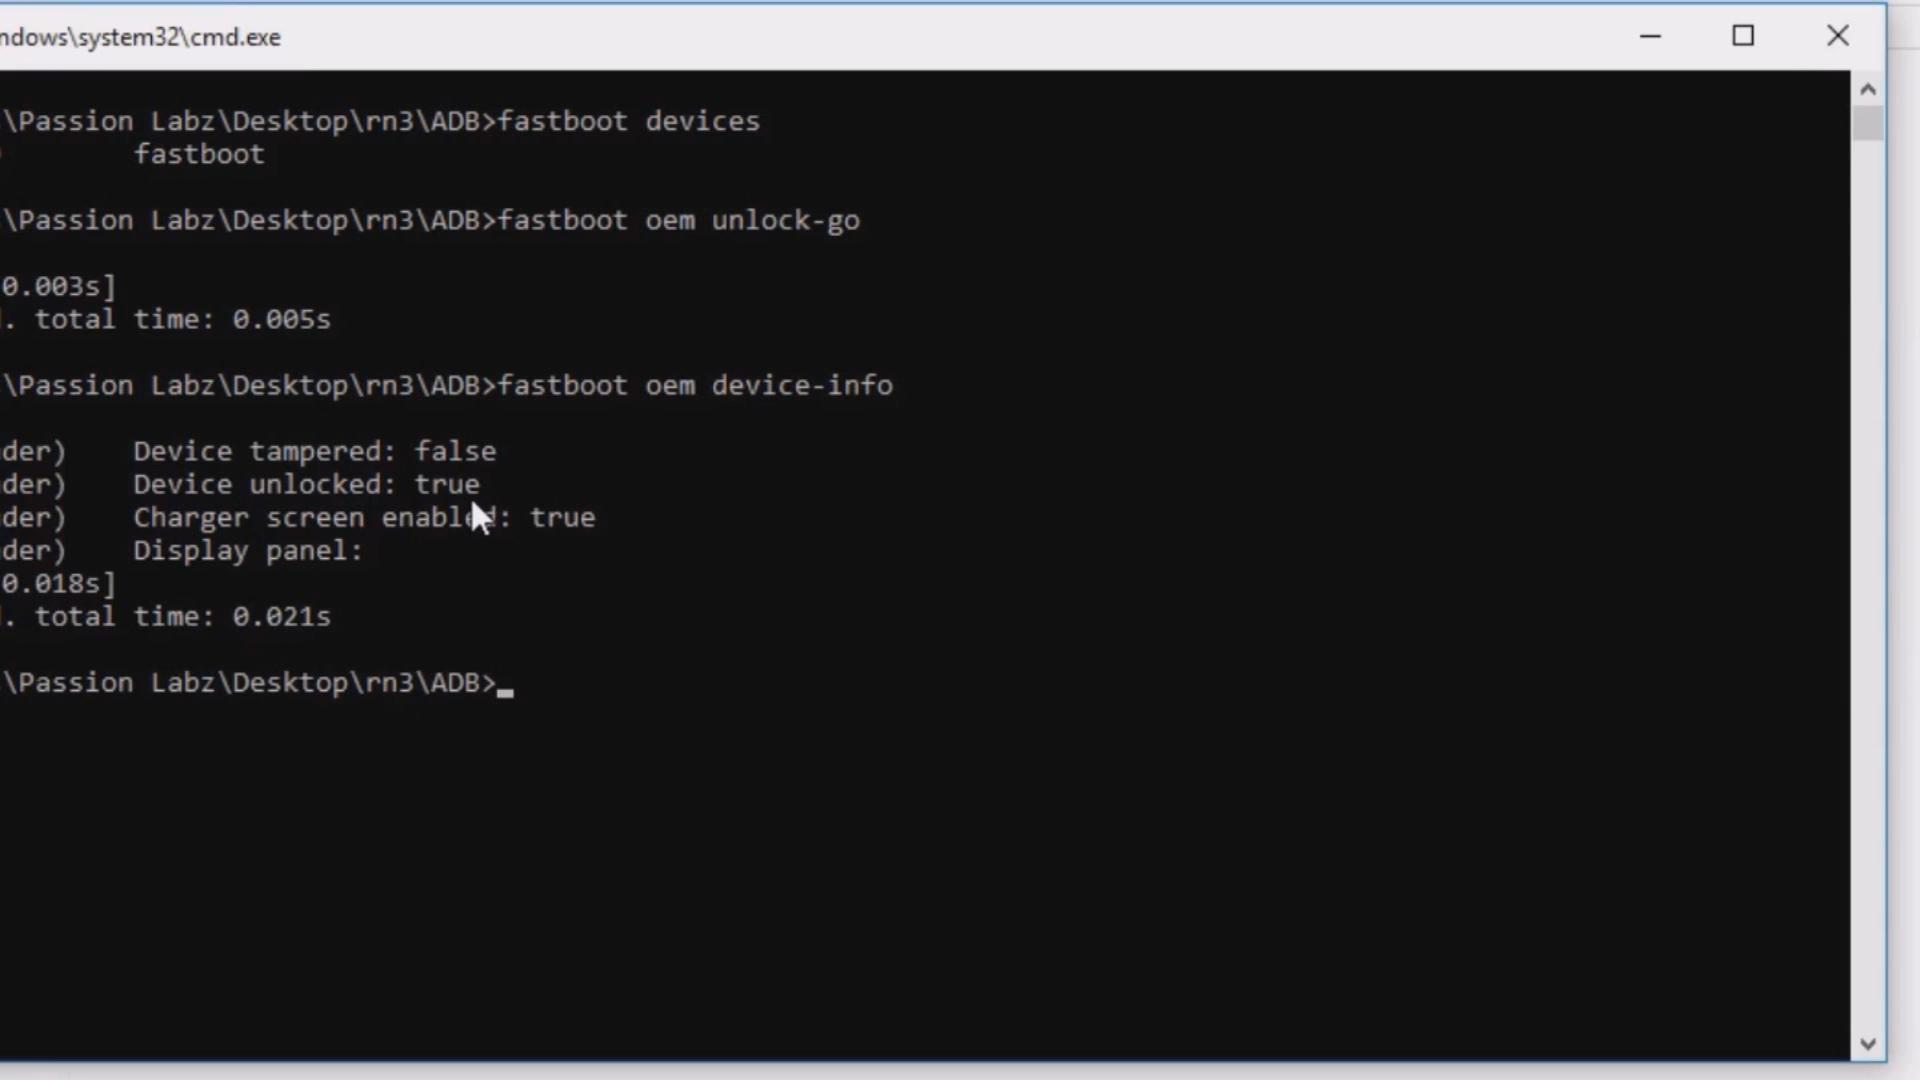 ndows\system32\cmd.exe
\Passion Labz\Desktop\rn3\ADB>fastboot devices
fastboot
\Passion Labz\Desktop\rn3\ADB>fastboot oem unlock-go
0.003s]
. total time: 0.005s
\Passion Labz\Desktop\rn3\ADB>fastboot oem device-info
der)    Device tampered: false
der)    Device unlocked: true
der)    Charger screen enabled: true
der)    Display panel:
0.018s]
. total time: 0.021s
\Passion Labz\Desktop\rn3\ADB>_